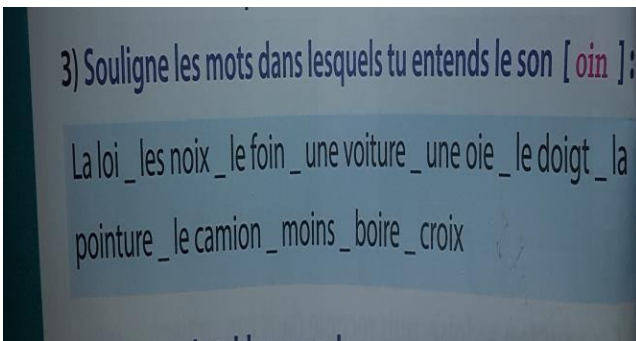 3) Souligne les mots dans lesquels tu entends le son [ oin ] :
La loi _ les noix _ le foin _ une voiture _ une oie _ le doigt _ la
pointure _ le camion _ moins _ boire _ croix